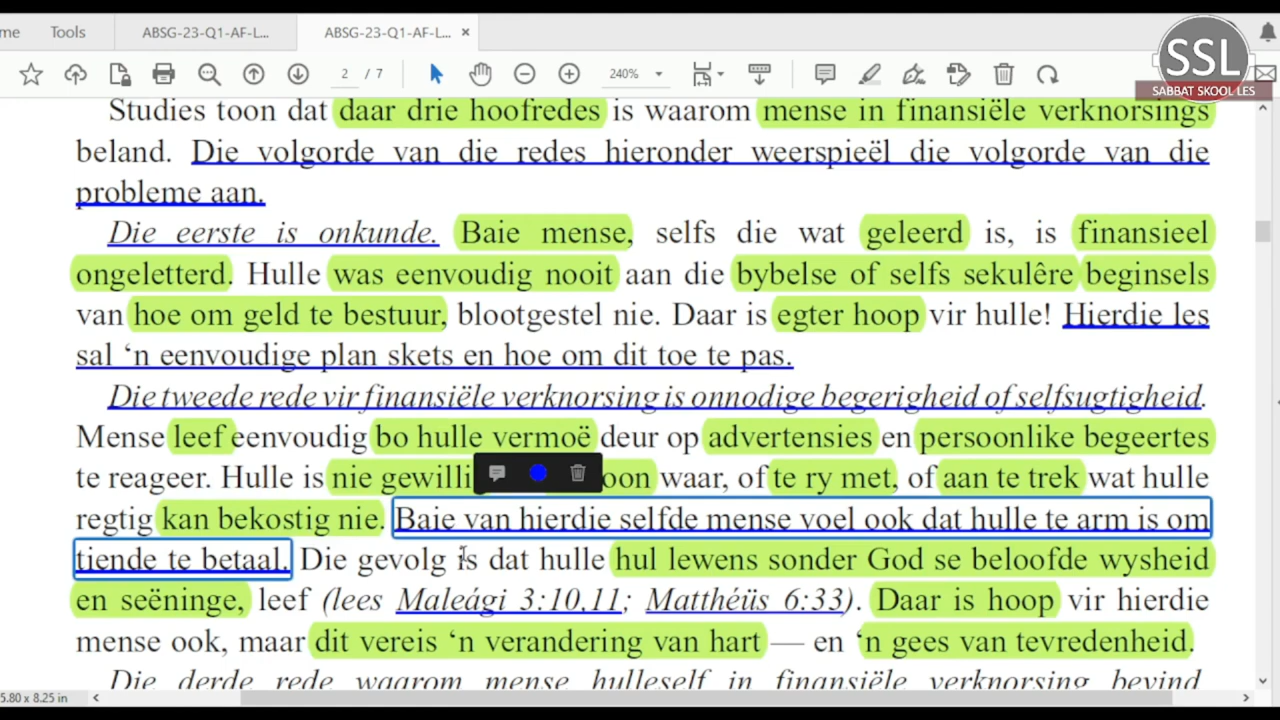 me Tools ABSG-23-Q1-AF-L... ABSG-23-Q1-AF-L... ×
SSL
SABBAT SKOOL LES
2 / 7 240%
Studies toon dat daar drie hoofredes is waarom mense in finansiële verknorsings
beland. Die volgorde van die redes hieronder weerspieël die volgorde van die
probleme aan.
Die eerste is onkunde. Baie mense, selfs die wat geleerd is, is finansieel
ongeletterd. Hulle was eenvoudig nooit aan die bybelse of selfs sekulêre beginsels
van hoe om geld te bestuur, blootgestel nie. Daar is egter hoop vir hulle! Hierdie les
sal ‘n eenvoudige plan skets en hoe om dit toe te pas.
Die tweede rede vir finansiële verknorsing is onnodige begerigheid of selfsugtigheid.
Mense leef eenvoudig bo hulle vermoë deur op advertensies en persoonlike begeertes
te reageer. Hulle is nie gewilli oon waar, of te ry met, of aan te trek wat hulle
regtig kan bekostig nie. Baie van hierdie selfde mense voel ook dat hulle te arm is om
tiende te betaal. Die gevolg is dat hulle hul lewens sonder God se beloofde wysheid
en seëninge, leef (lees Maleági 3:10,11; Matthéüs 6:33). Daar is hoop vir hierdie
mense ook, maar dit vereis ‘n verandering van hart — en ‘n gees van tevredenheid.
Die derde rede waarom mense hulleself in finansiële verknorsing bevind
5.80 x 8.25 in